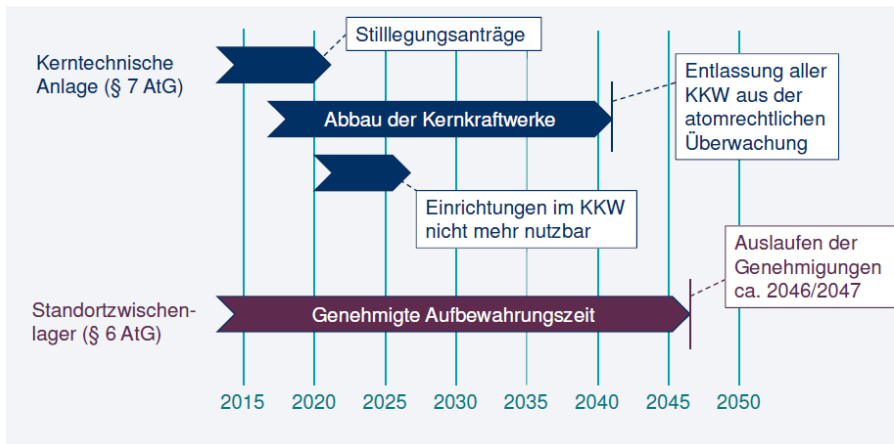 Stilllegungsanträge
Kerntechnische
Anlage (§ 7 AtG)
Entlassung aller
KKW aus der
atomrechtlichen
Überwachung
Abbau der Kernkraftwerke
Einrichtungen im KKW
nicht mehr nutzbar
Auslaufen der
Genehmigungen
ca. 2046/2047
Standortzwischen-
lager (§ 6 AtG)
Genehmigte Aufbewahrungszeit
2015 2020 2025 2030 2035 2040 2045 2050